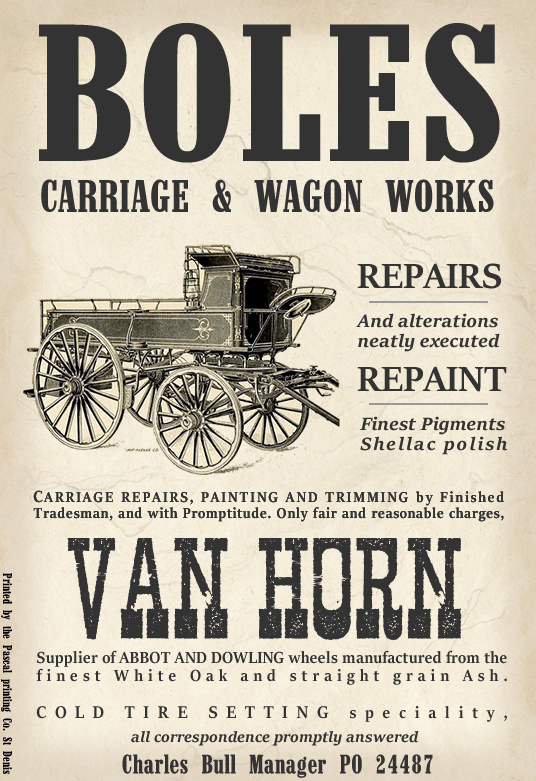 BOLES
CARRIAGE & WAGON WORKS
REPAIRS
And alterations
neatly executed
REPAINT
Finest Pigments
Shellac polish
CARRIAGE REPAIRS, PAINTING AND TRIMMING by Finished
Tradesman, and with Promptitude. Only fair and reasonable charges,
VAN HORN
Supplier of ABBOT AND DOWLING wheels manufactured from the
finest White Oak and straight grain Ash.
COLD TIRE SETTING speciality,
all correspondence promptly answered
Charles Bull Manager PO 24487
Printed by the Pascal printing Co. St Denis